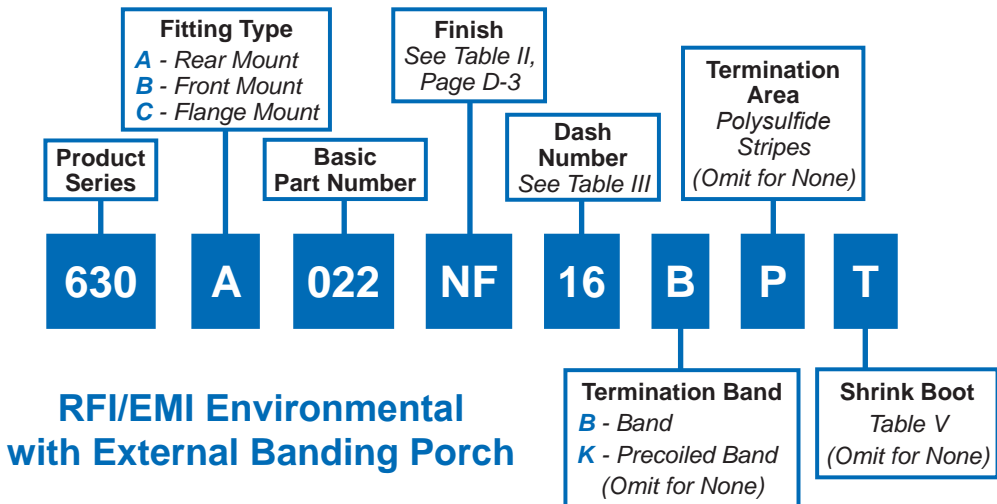 Fitting Type
A - Rear Mount
B - Front Mount
C - Flange Mount
Finish
See Table II,
Page D-3
Termination
Area
Polysulfide
Stripes
(Omit for None)
Product
Series
Basic
Part Number
Dash
Number
See Table III
630 A 022 NF 16 B P T
RFI/EMI Environmental
with External Banding Porch
Termination Band
B - Band
K - Precoiled Band
(Omit for None)
Shrink Boot
Table V
(Omit for None)